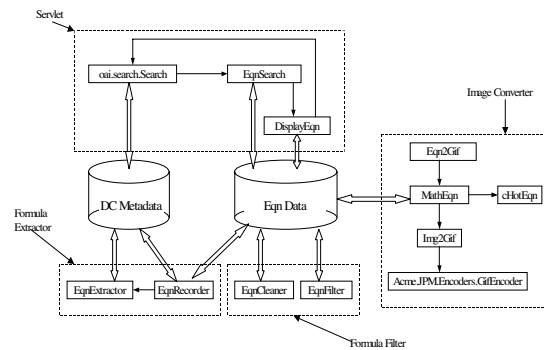 Servlet
oai.search.Search
EqnSearch
DisplayEqn
Image Converter
Eqn2Gif
MathEqn
cHotEqn
Img2Gif
Acme.JPM.Encoders.GifEncoder
DC Metadata
Eqn Data
Formula
Extractor
EqnExtractor
EqnRecorder
EqnCleaner
EqnFilter
Formula Filter